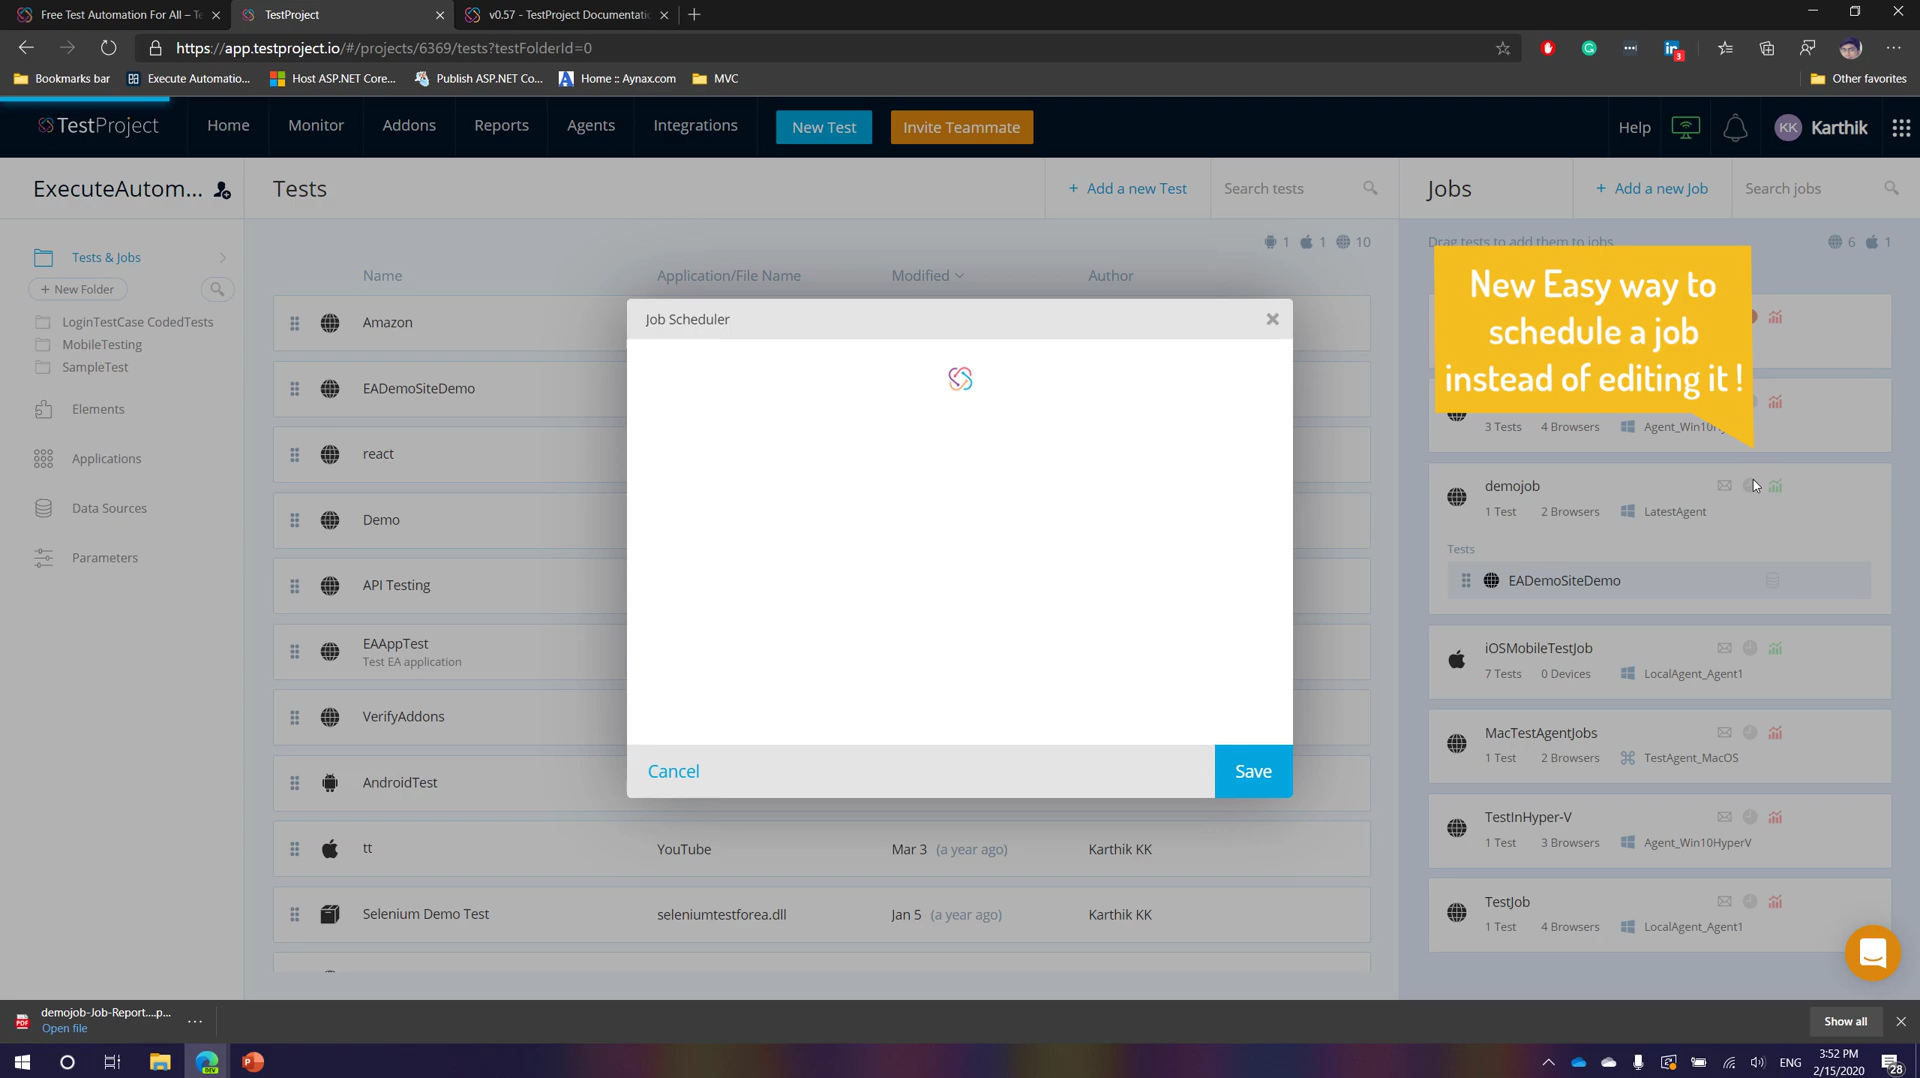 Free Test Automation For All – Te
TestProject
v0.57 - TestProject Documentatic
https://app.testproject.io/#/projects/6369/tests?testFolderId=0
3
Bookmarks bar
Execute Automatio...
Host ASP.NET Core...
Publish ASP.NET Co...
Home :: Aynax.com
MVC
Other favorites
TestProject
Home
Monitor
Addons
Reports
Agents
Integrations
New Test
Invite Teammate
Help
KK
Karthik
ExecuteAutom...
Tests
+ Add a new Test
Search tests
Jobs
+ Add a new Job
Search jobs
Tests & Jobs
+ New Folder
LoginTestCase CodedTests
MobileTesting
SampleTest
Elements
Applications
Data Sources
Parameters
1
1
10
Name
Application/File Name
Modified
Author
Amazon
EADemoSiteDemo
react
Demo
API Testing
EAAppTest
Test EA application
VerifyAddons
AndroidTest
tt
YouTube
Mar 3 (a year ago)
Karthik KK
Selenium Demo Test
seleniumtestforea.dll
Jan 5 (a year ago)
Karthik KK
Job Scheduler
Cancel
Save
Drag tests to add them to jobs
6
1
New Easy way to
schedule a job
instead of editing it !
3 Tests
4 Browsers
demojob
1 Test
2 Browsers
LatestAgent
Tests
EADemoSiteDemo
iOSMobileTestJob
7 Tests
0 Devices
LocalAgent_Agent1
MacTestAgentJobs
1 Test
2 Browsers
TestAgent_MacOS
TestInHyper-V
1 Test
3 Browsers
Agent_Win10HyperV
TestJob
1 Test
4 Browsers
LocalAgent_Agent1
demojob-Job-Report....p...
Open file
Show all
ENG
3:52 PM
2/15/2020
28